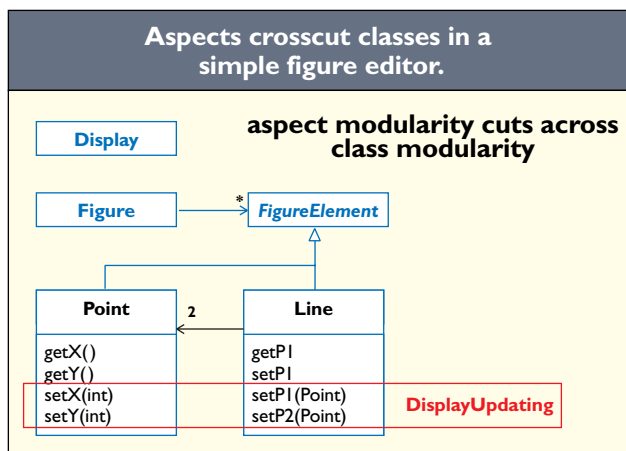 Aspects crosscut classes in a
simple figure editor.
aspect modularity cuts across
class modularity
Display
Figure
*
FigureElement
Point
2
Line
getX()
getY()
setX(int)
setY(int)
getP1
setP1
setP1(Point)
setP2(Point)
DisplayUpdating